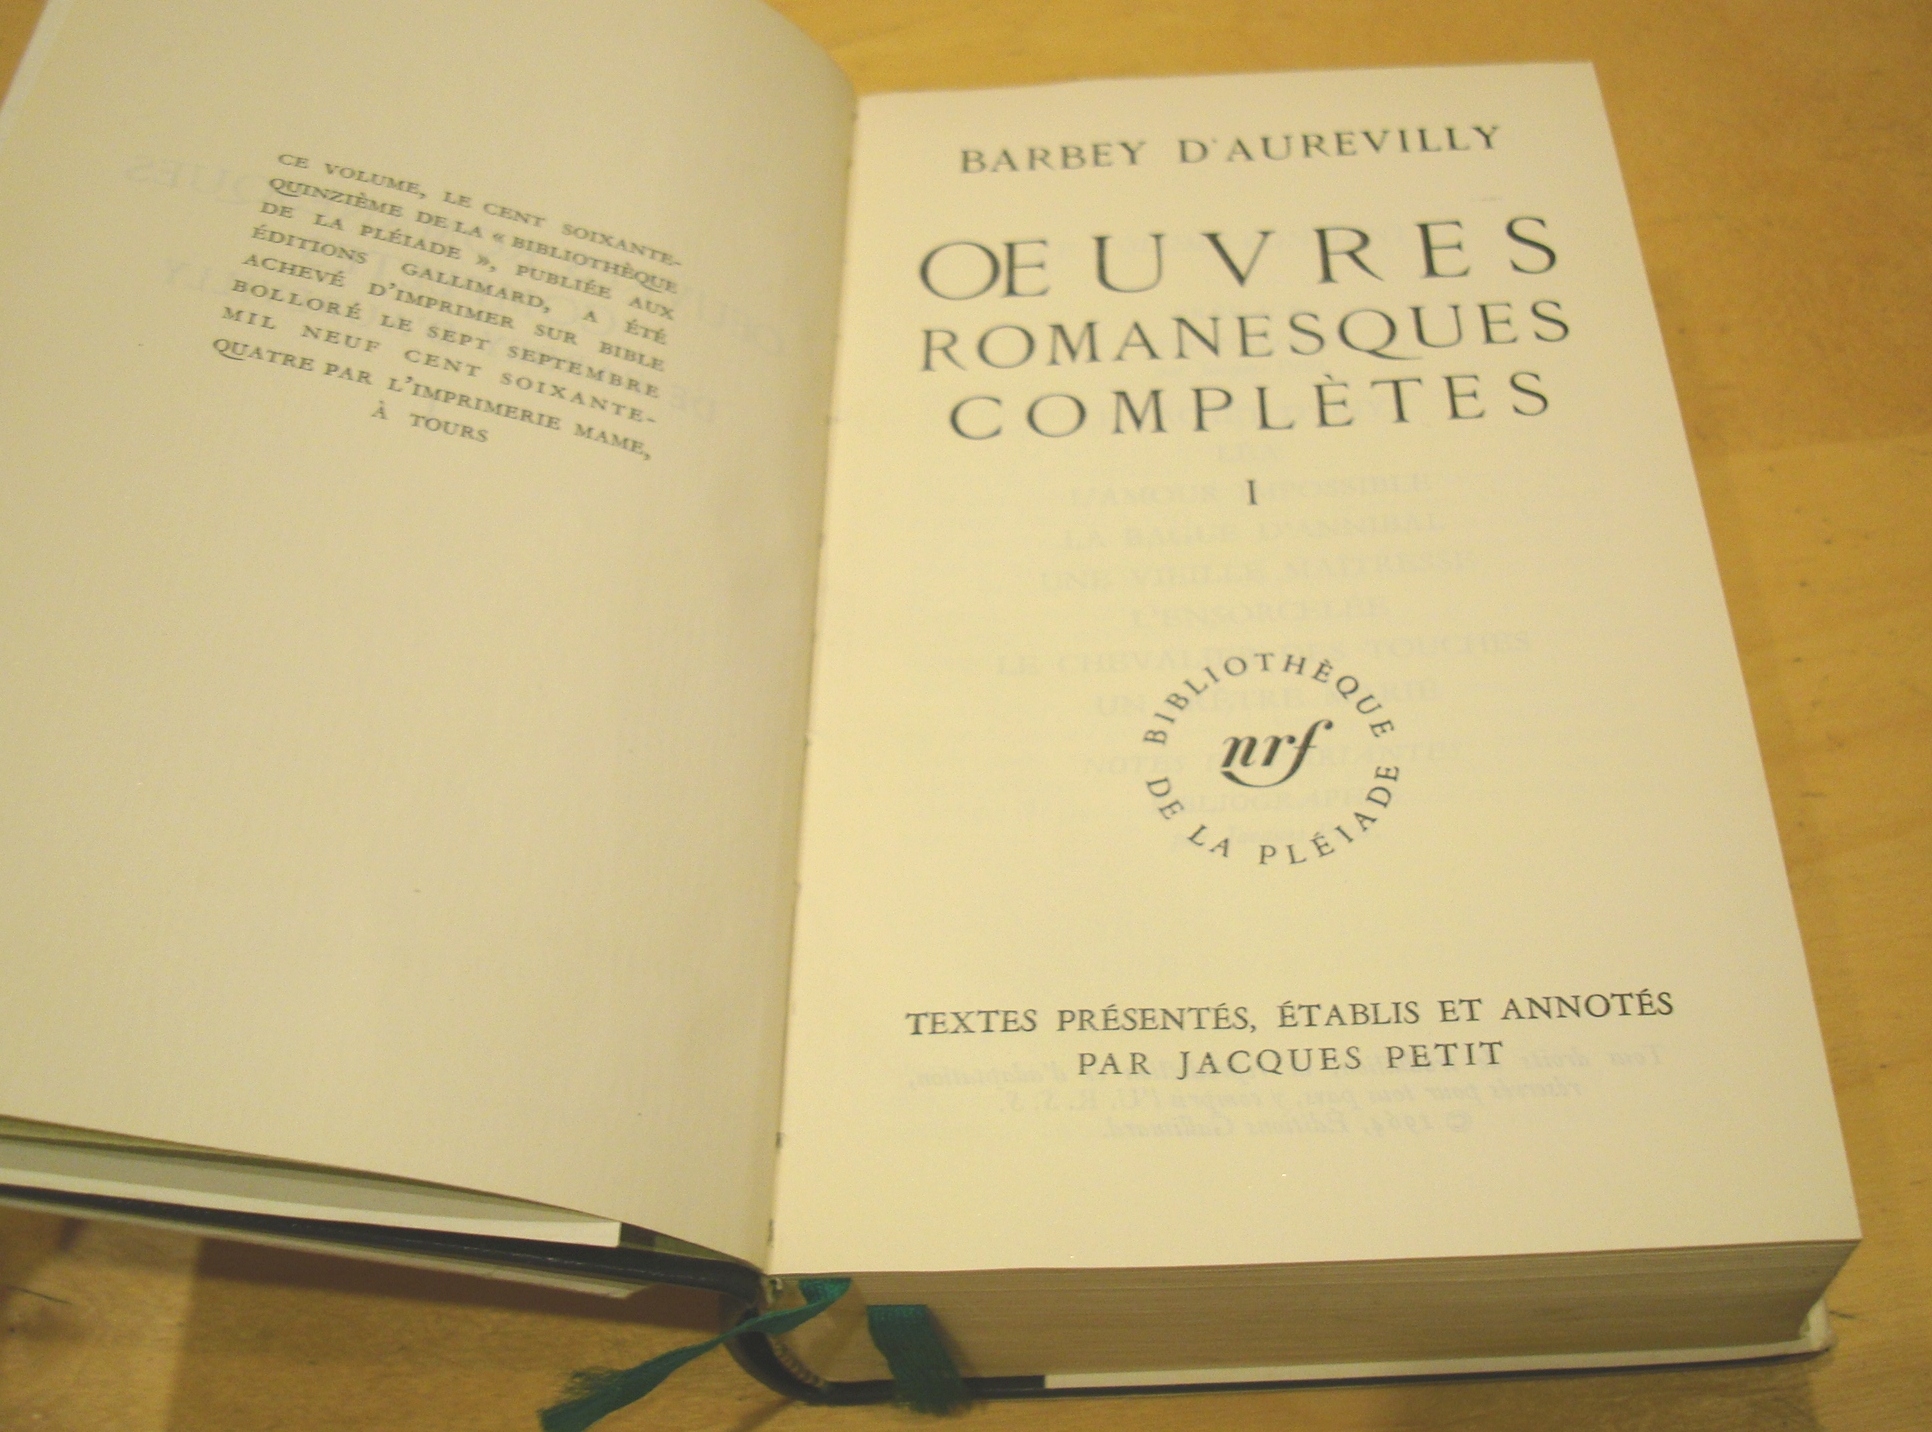 CE VOLUME, LE CENT SOIXANTE-
QUINZIÈME DE LA « BIBLIOTHÈQUE
DE LA PLÉIADE », PUBLIÉE AUX
ÉDITIONS GALLIMARD, A ÉTÉ
ACHEVÉ D'IMPRIMER SUR BIBLE
BOLLORÉ LE SEPT SEPTEMBRE
MIL NEUF CENT SOIXANTE-
QUATRE PAR L'IMPRIMERIE MAME,
À TOURS
BARBEY D'AUREVILLY
ŒUVRES
ROMANESQUES
COMPLÈTES
I
BIBLIOTHÈQUE
nrf
DE LA PLÉIADE
TEXTES PRÉSENTÉS, ÉTABLIS ET ANNOTÉS
PAR JACQUES PETIT